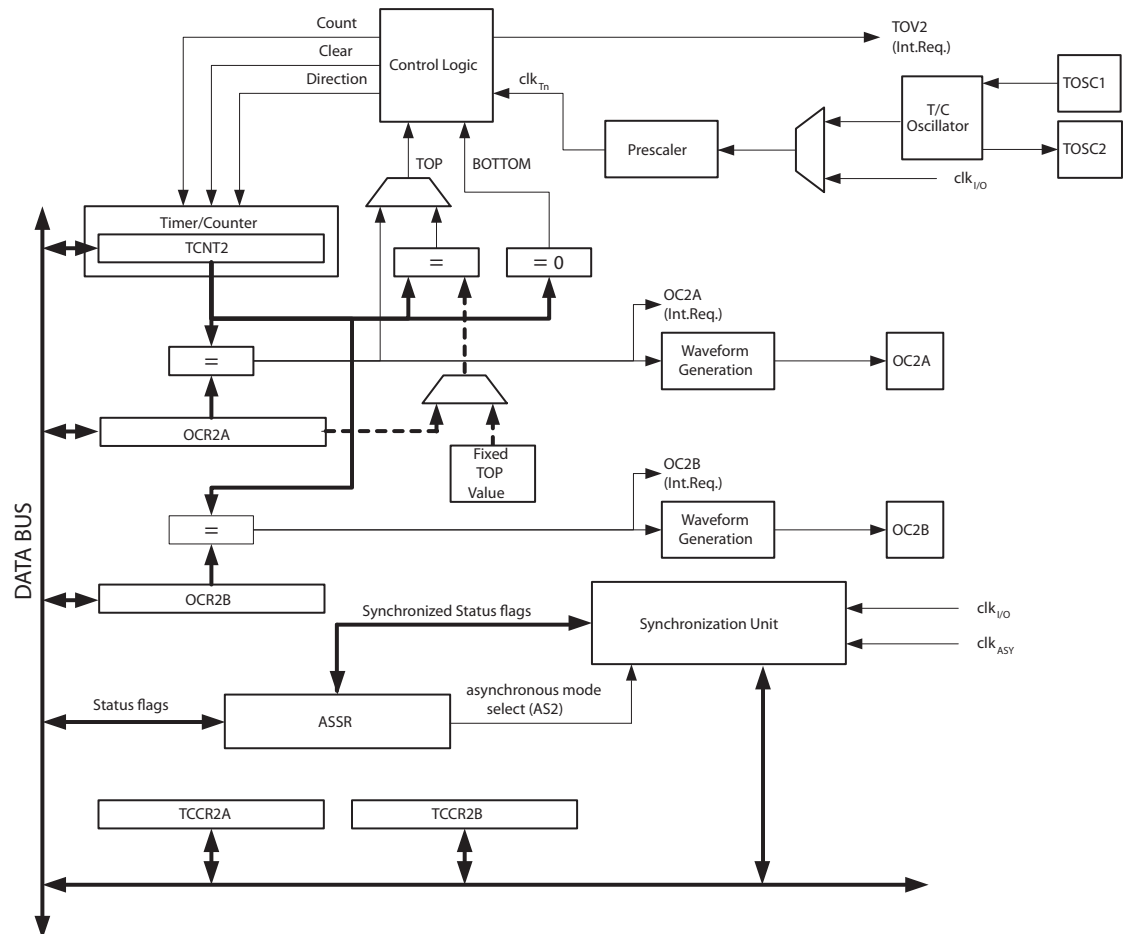 Count
Clear
Direction
Control Logic
TOV2
(Int.Req.)
clkTn
TOSC1
T/C
Oscillator
Prescaler
TOSC2
TOP
BOTTOM
clkI/O
Timer/Counter
TCNT2
=
= 0
OC2A
(Int.Req.)
=
Waveform
Generation
OC2A
OCR2A
Fixed
TOP
Value
OC2B
(Int.Req.)
=
Waveform
Generation
OC2B
DATA BUS
OCR2B
Synchronized Status flags
Synchronization Unit
clkI/O
clkASY
Status flags
ASSR
asynchronous mode
select (AS2)
TCCR2A
TCCR2B